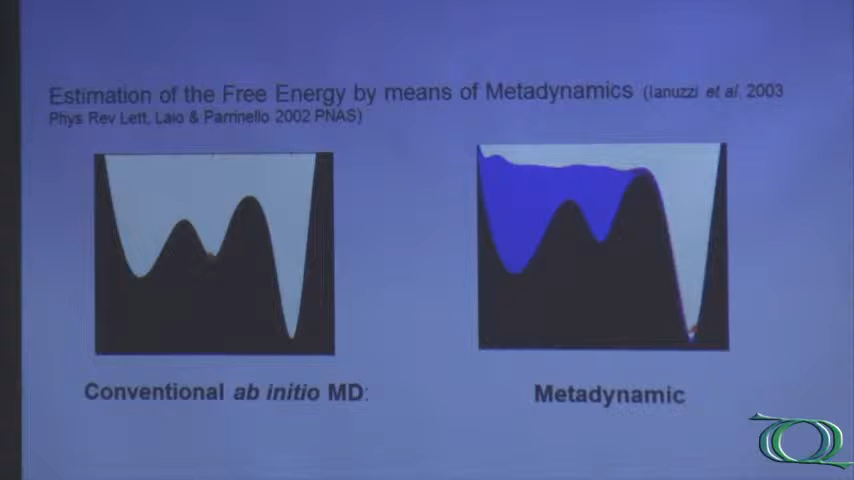 Estimation of the Free Energy by means of Metadynamics (Ianuzzi et al, 2003
Phys Rev Lett, Laio & Parrinello 2002 PNAS)
Conventional ab initio MD:
Metadynamic